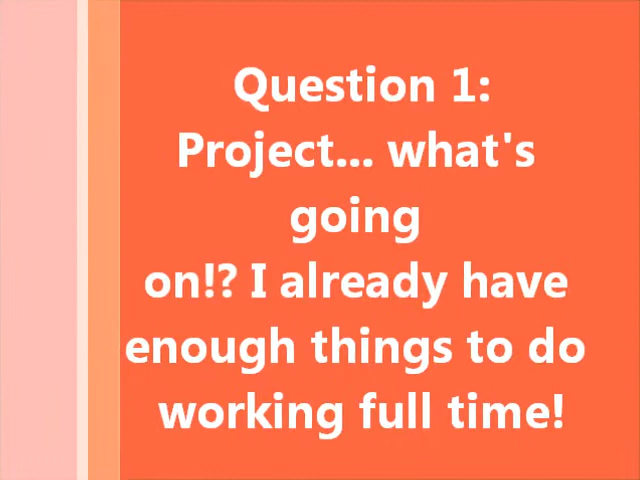 Question 1:
Project... what's
going
on!? I already have
enough things to do
working full time!